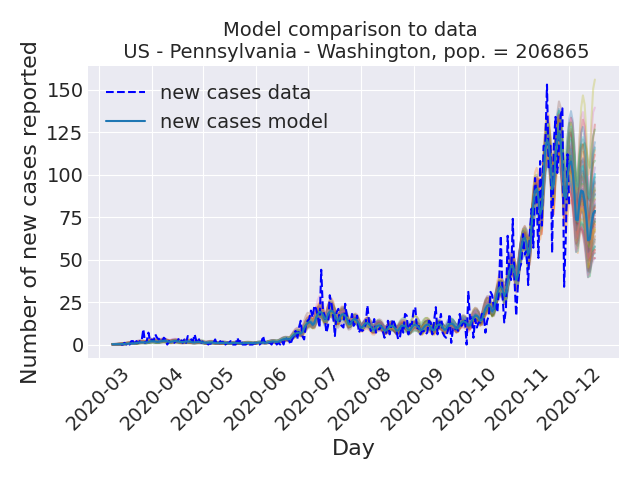 Model comparison to data
US - Pennsylvania - Washington, pop. = 206865
Number of new cases reported
150
125
100
75
50
25
0
new cases data
new cases model
2020-03
2020-04
2020-05
2020-06
2020-07
2020-08
2020-09
2020-10
2020-11
2020-12
Day